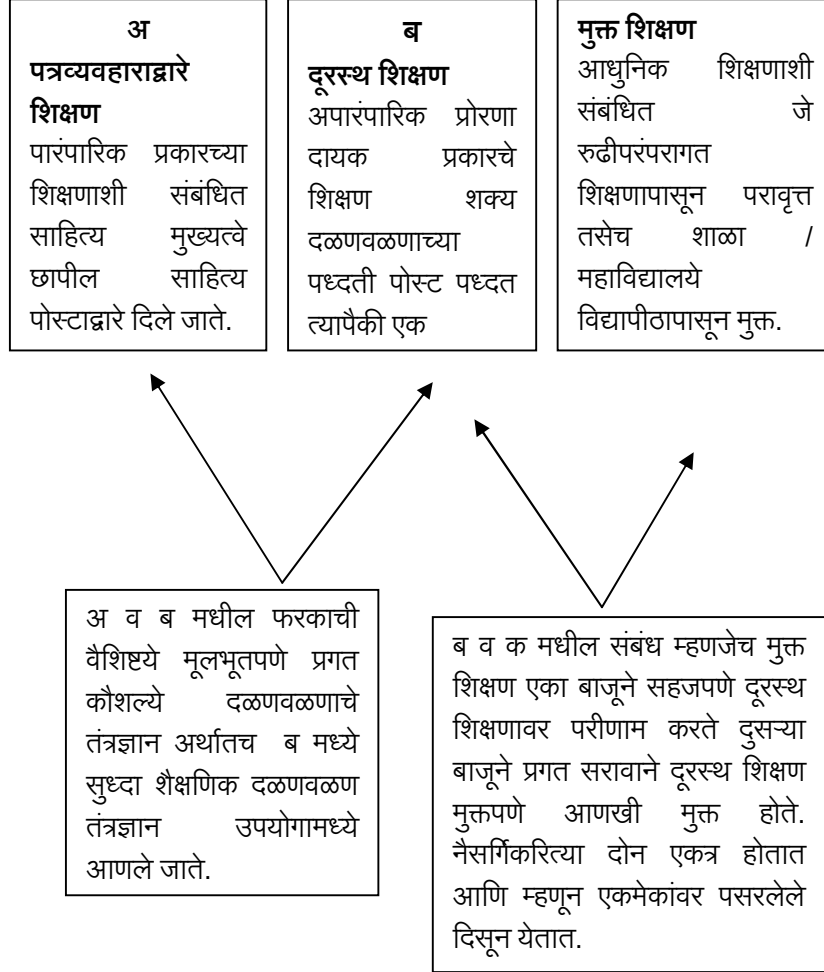 अ
पत्रव्यवहाराद्वारे
शिक्षण
पारंपारिक प्रकारच्या
शिक्षणाशी संबंधित
साहित्य मुख्यत्वे
छापील साहित्य
पोस्टाद्वारे दिले जाते.
ब
दूरस्थ शिक्षण
अपारंपारिक प्रोरणा
दायक प्रकारचे
शिक्षण शक्य
दळणवळणाच्या
पध्दती पोस्ट पध्दत
त्यापैकी एक
मुक्त शिक्षण
आधुनिक शिक्षणाशी
संबंधित जे
रुढीपरंपरागत
शिक्षणापासून परावृत्त
तसेच शाळा /
महाविद्यालये
विद्यापीठापासून मुक्त.
अ व ब मधील फरकाची
वैशिष्टये मूलभूतपणे प्रगत
कौशल्ये दळणवळणाचे
तंत्रज्ञान अर्थातच ब मध्ये
सुध्दा शैक्षणिक दळणवळण
तंत्रज्ञान उपयोगामध्ये
आणले जाते.
ब व क मधील संबंध म्हणजेच मुक्त
शिक्षण एका बाजूने सहजपणे दूरस्थ
शिक्षणावर परीणाम करते दुसऱ्या
बाजूने प्रगत सरावाने दूरस्थ शिक्षण
मुक्तपणे आणखी मुक्त होते.
नैसर्गिकरित्या दोन एकत्र होतात
आणि म्हणून एकमेकांवर पसरलेले
दिसून येतात.